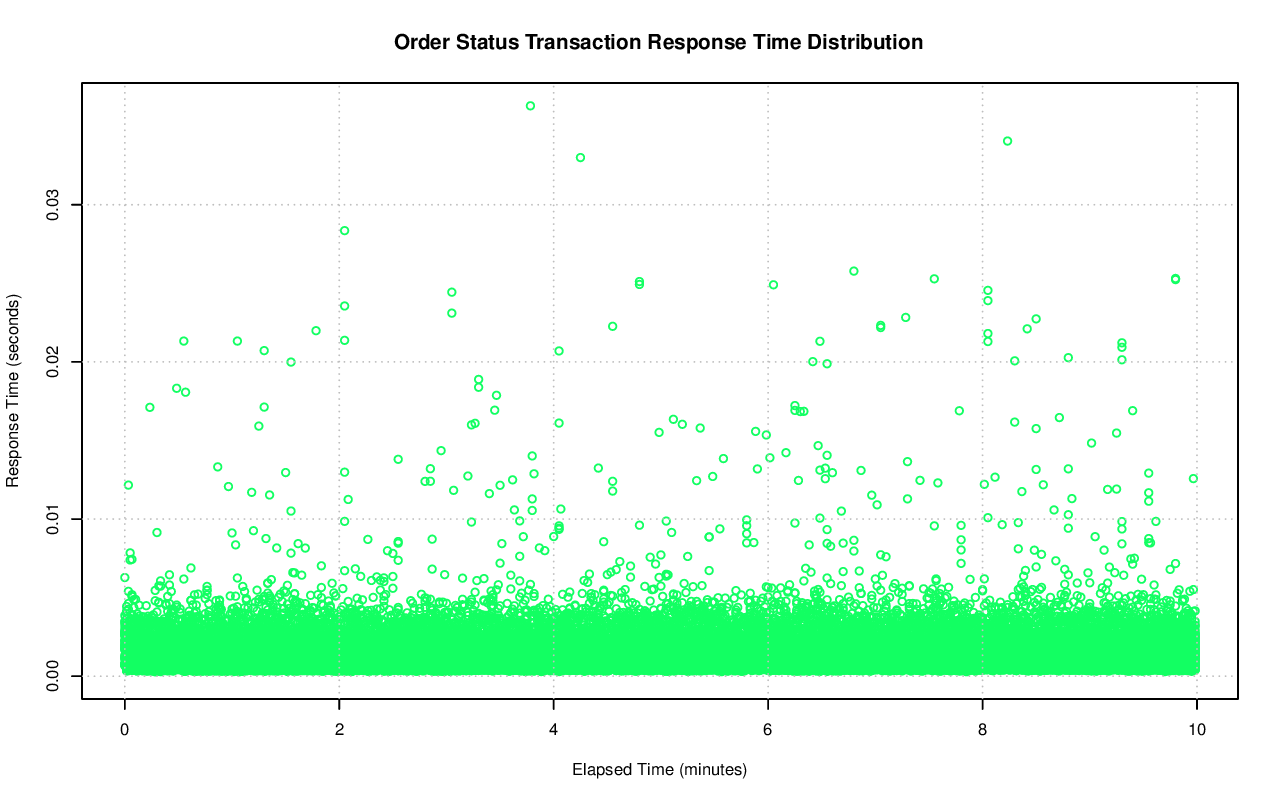 Order Status Transaction Response Time Distribution
Response Time (seconds)
0.03
0.02
0.01
0.00
0 2 4 6 8 10
Elapsed Time (minutes)